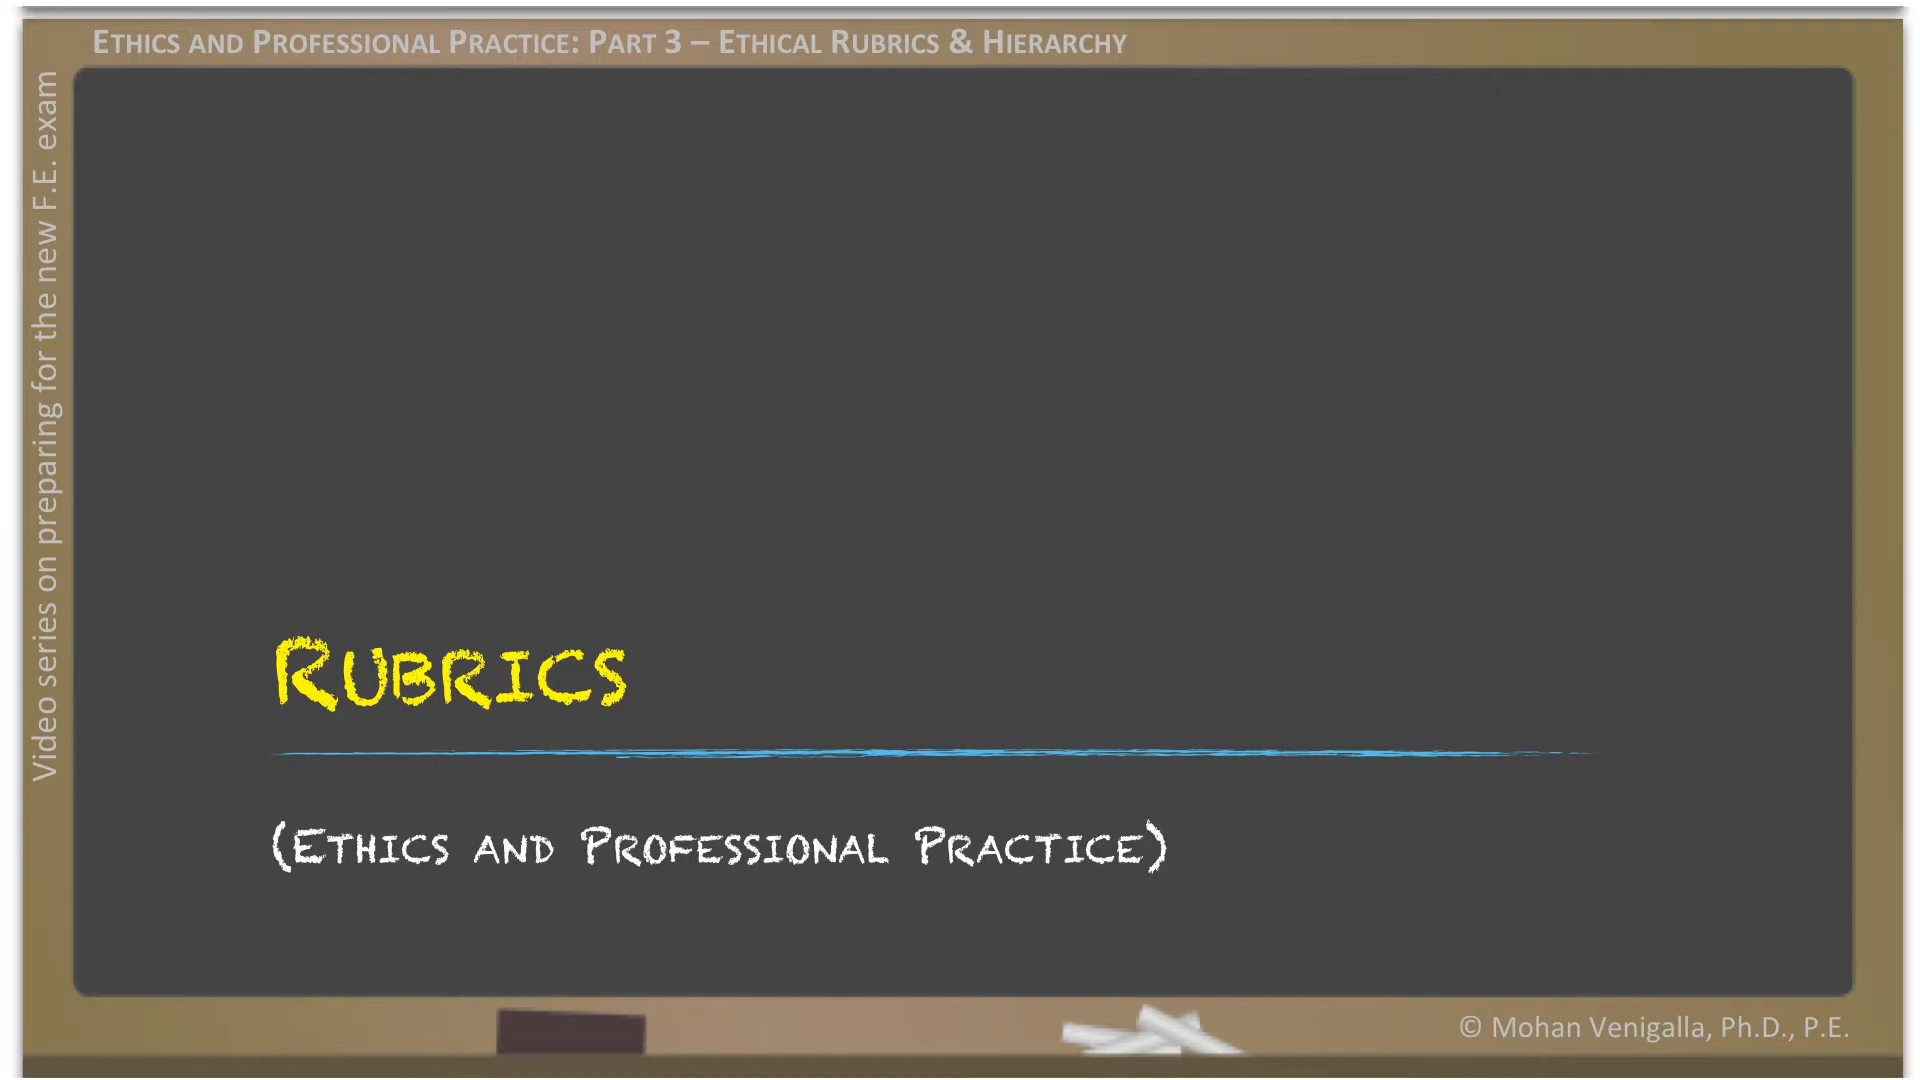 Ethics and Professional Practice: Part 3 – Ethical Rubrics & Hierarchy
Video series on preparing for the new F.E. exam
Rubrics
(Ethics and Professional Practice)
© Mohan Venigalla, Ph.D., P.E.